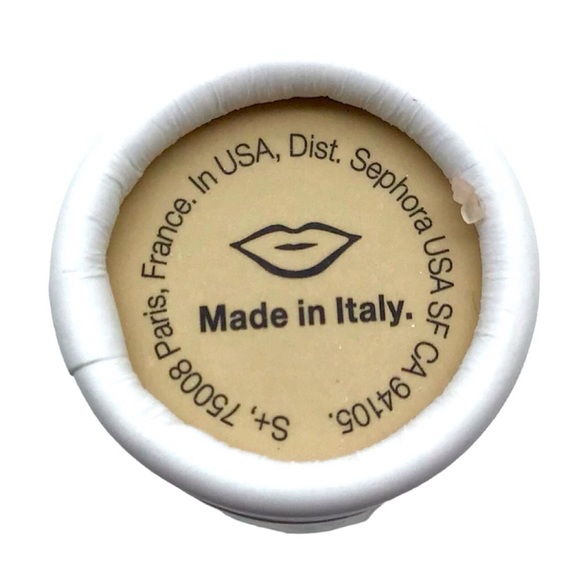 S+, 75008 Paris, France. In USA, Dist. Sephora USA SF CA 94105.
Made in Italy.